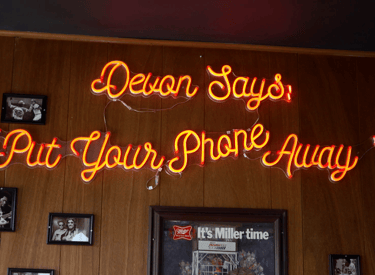 Devon Says,
Put Your Phone Away
It's Miller time